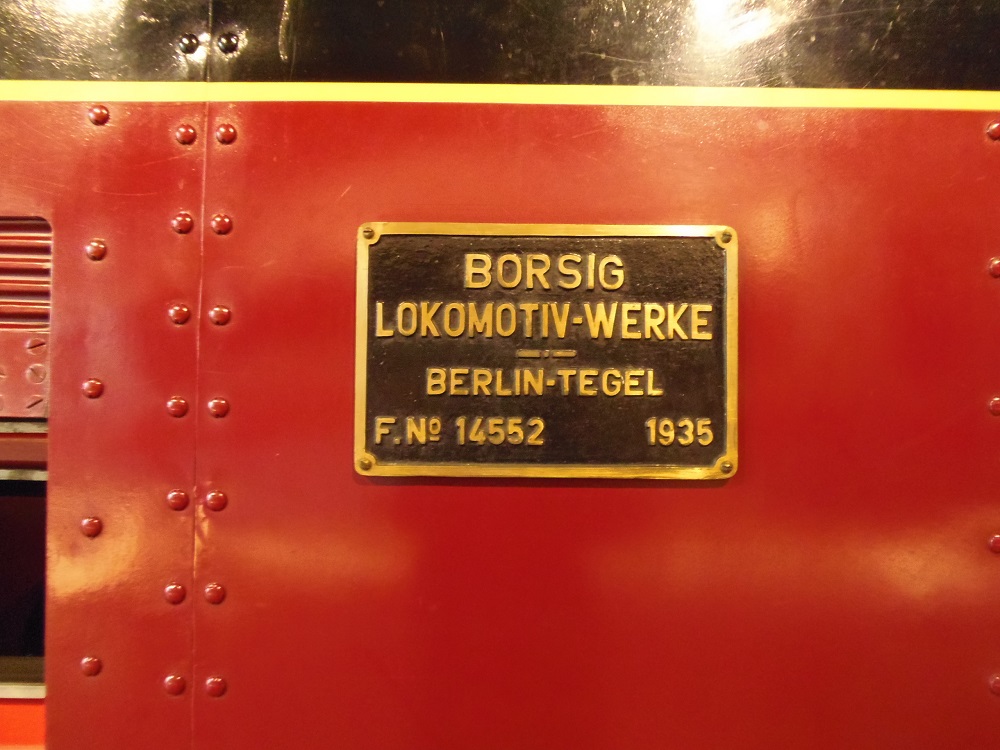 BORSIG
LOKOMOTIV-WERKE
BERLIN-TEGEL
F. Nº 14552 1935